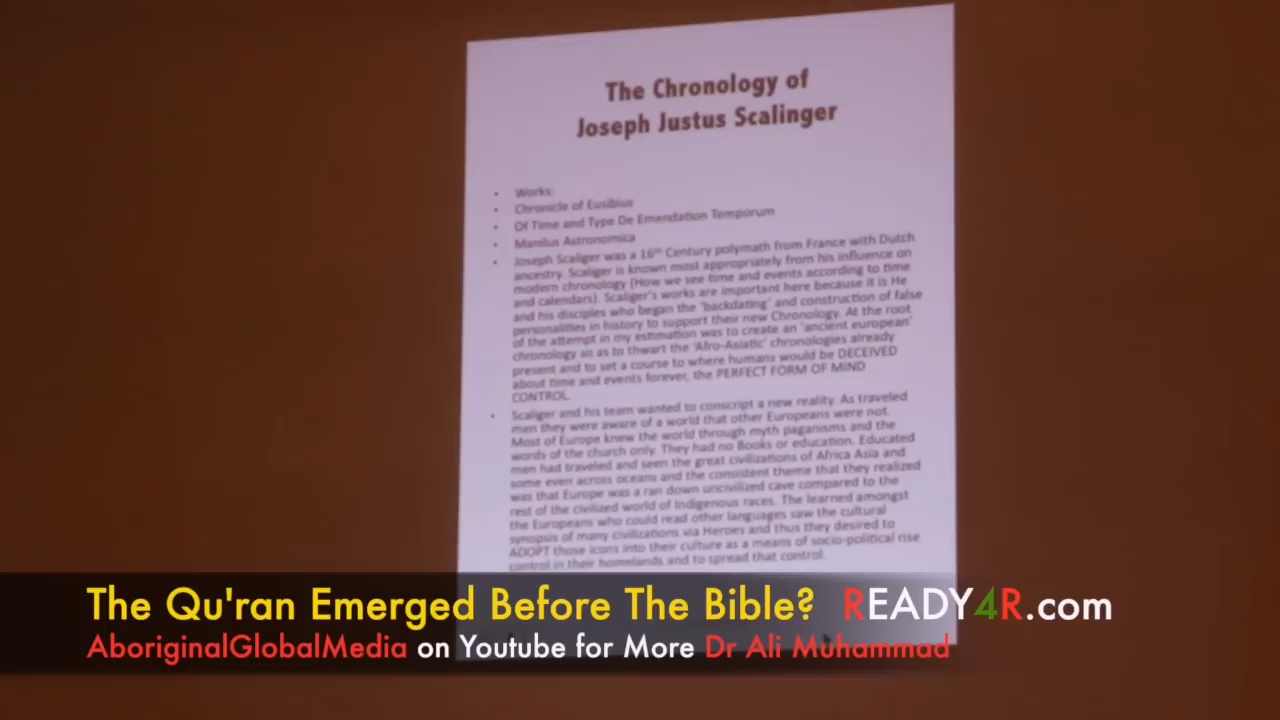 The Chronology of
Joseph Justus Scalinger
• Works:
• Chronicle of Eusibius
• Of Time and Type De Emendation Temporum
• Manilus Astronomica
• Joseph Scaliger was a 16th Century polymath from France with Dutch
ancestry. Scaliger is known most appropriately from his influence on
modern chronology (How we see time and events according to time
and calendars). Scaliger's works are important here because it is He
and his disciples who began the 'backdating' and construction of false
personalities in history to support their new Chronology. At the root
of the attempt in my estimation was to create an 'ancient european'
chronology so as to thwart the 'Afro-Asiatic' chronologies already
present and to set a course to where humans would be DECEIVED
about time and events forever, the PERFECT FORM OF MIND
CONTROL.
• Scaliger and his team wanted to conscript a new reality. As traveled
men they were aware of a world that other Europeans were not.
Most of Europe knew the world through myth paganisms and the
words of the church only. They had no Books or education. Educated
men had traveled and seen the great civilizations of Africa Asia and
some even across oceans and the consistent theme that they realized
was that Europe was a ran down uncivilized cave compared to the
rest of the civilized world of Indigenous races. The learned amongst
the Europeans who could read other languages saw the cultural
synopsis of many civilizations via Heroes and thus they desired to
ADOPT those icons into their culture as a means of socio-political rise
control in their homelands and to spread that control.
The Qu'ran Emerged Before The Bible? READY4R.com
AboriginalGlobalMedia on Youtube for More Dr Ali Muhammad